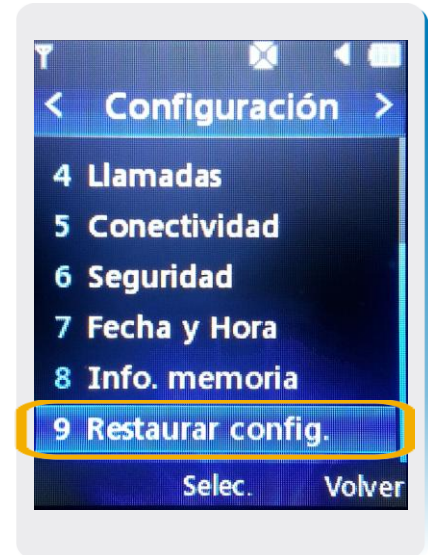 < Configuración >
4 Llamadas
5 Conectividad
6 Seguridad
7 Fecha y Hora
8 Info. memoria
9 Restaurar config.
Selec. Volver